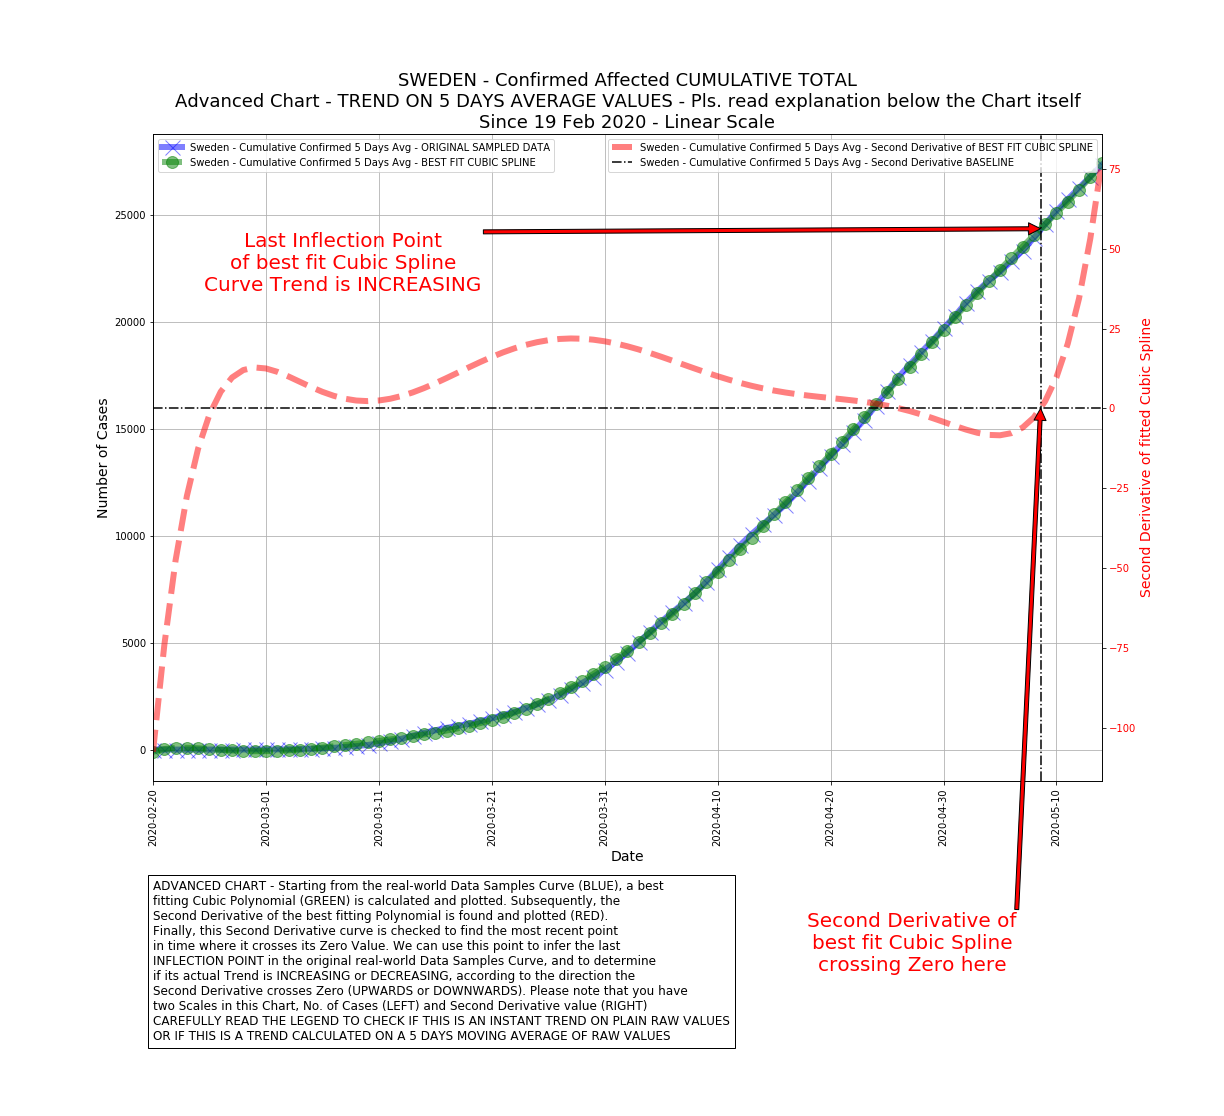 SWEDEN - Confirmed Affected CUMULATIVE TOTAL
Advanced Chart - TREND ON 5 DAYS AVERAGE VALUES - Pls. read explanation below the Chart itself
Since 19 Feb 2020 - Linear Scale
Sweden - Cumulative Confirmed 5 Days Avg - ORIGINAL SAMPLED DATA
Sweden - Cumulative Confirmed 5 Days Avg - BEST FIT CUBIC SPLINE
Sweden - Cumulative Confirmed 5 Days Avg - Second Derivative of BEST FIT CUBIC SPLINE
Sweden - Cumulative Confirmed 5 Days Avg - Second Derivative BASELINE
Last Inflection Point
of best fit Cubic Spline
Curve Trend is INCREASING
Number of Cases
25000
20000
15000
10000
5000
0
75
50
25
0
−25
−50
−75
−100
Second Derivative of fitted Cubic Spline
2020-02-20
2020-03-01
2020-03-11
2020-03-21
2020-03-31
2020-04-10
2020-04-20
2020-04-30
2020-05-10
Date
ADVANCED CHART - Starting from the real-world Data Samples Curve (BLUE), a best
fitting Cubic Polynomial (GREEN) is calculated and plotted. Subsequently, the
Second Derivative of the best fitting Polynomial is found and plotted (RED).
Finally, this Second Derivative curve is checked to find the most recent point
in time where it crosses its Zero Value. We can use this point to infer the last
INFLECTION POINT in the original real-world Data Samples Curve, and to determine
if its actual Trend is INCREASING or DECREASING, according to the direction the
Second Derivative crosses Zero (UPWARDS or DOWNWARDS). Please note that you have
two Scales in this Chart, No. of Cases (LEFT) and Second Derivative value (RIGHT)
CAREFULLY READ THE LEGEND TO CHECK IF THIS IS AN INSTANT TREND ON PLAIN RAW VALUES
OR IF THIS IS A TREND CALCULATED ON A 5 DAYS MOVING AVERAGE OF RAW VALUES
Second Derivative of
best fit Cubic Spline
crossing Zero here